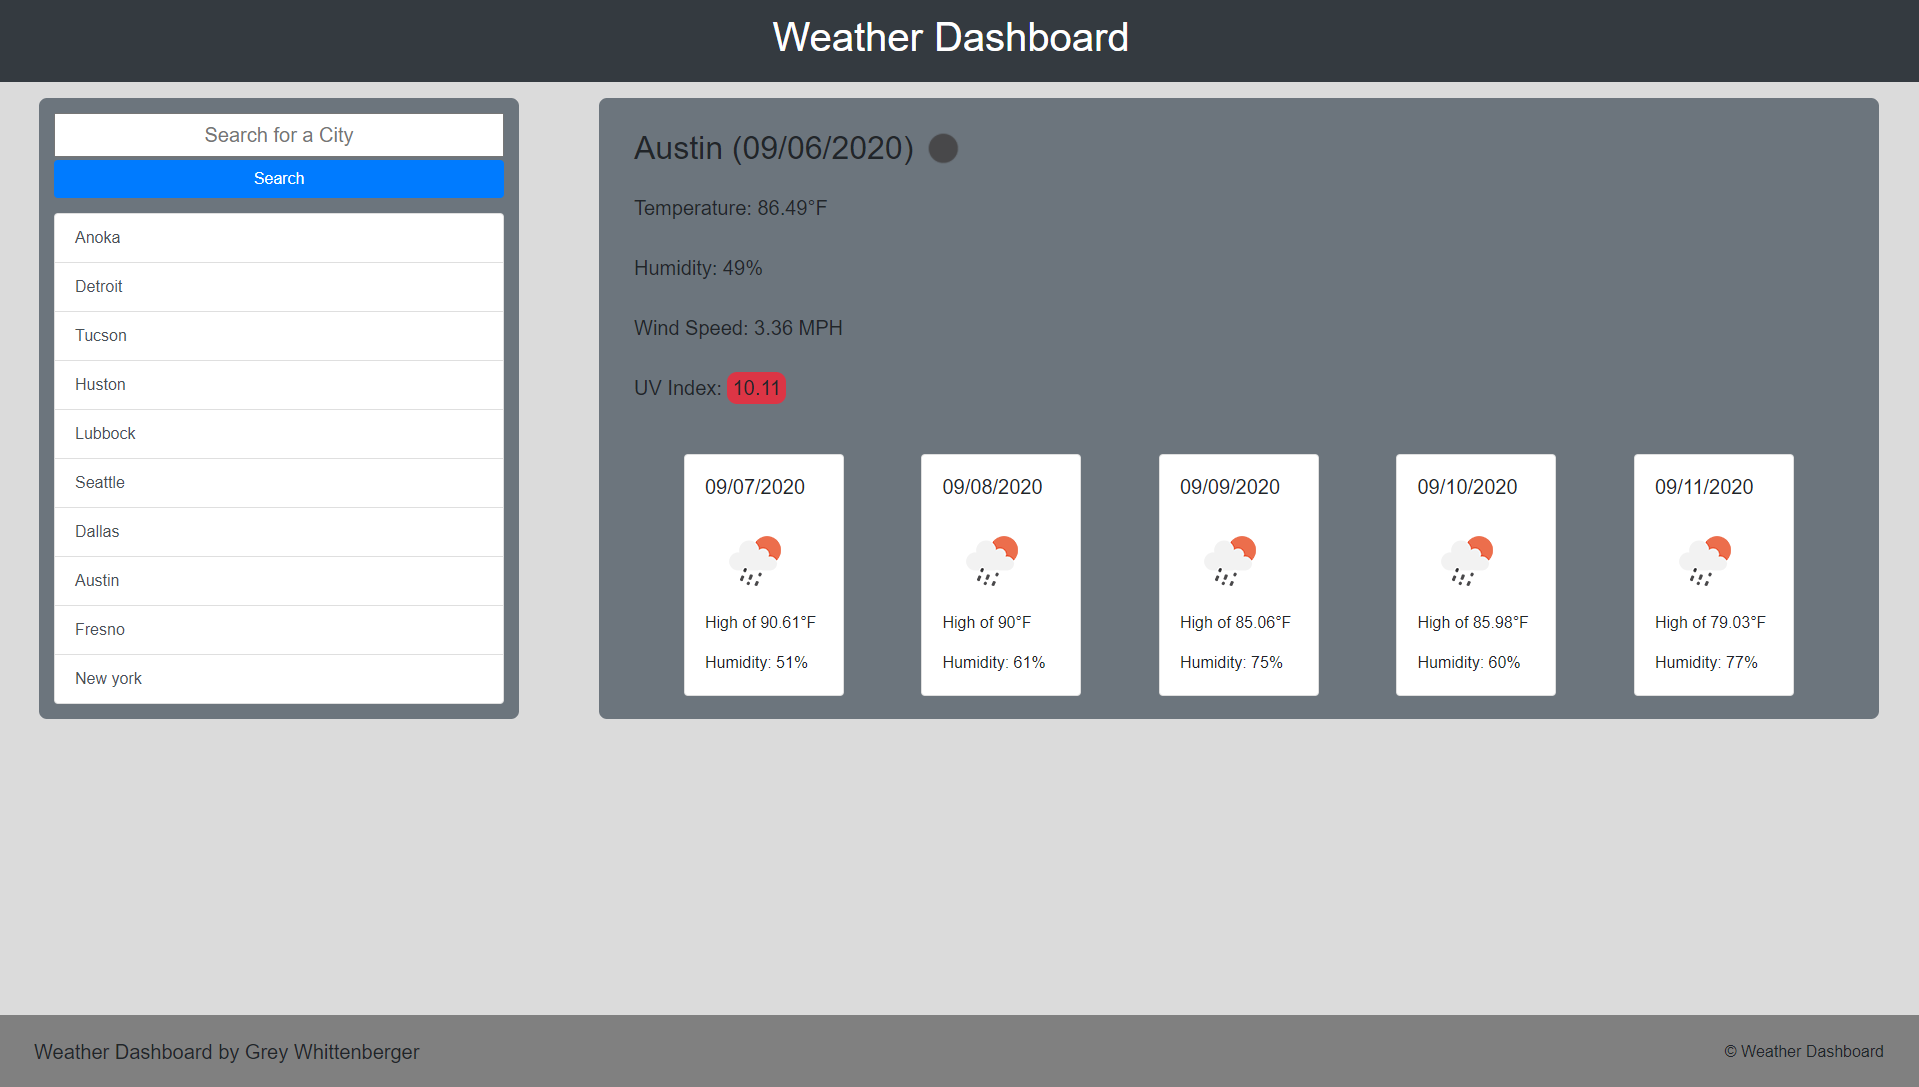 Weather Dashboard
Search for a City
Search
Anoka
Detroit
Tucson
Huston
Lubbock
Seattle
Dallas
Austin
Fresno
New york
Austin (09/06/2020)
Temperature: 86.49°F
Humidity: 49%
Wind Speed: 3.36 MPH
UV Index: 10.11
09/07/2020
High of 90.61°F
Humidity: 51%
09/08/2020
High of 90°F
Humidity: 61%
09/09/2020
High of 85.06°F
Humidity: 75%
09/10/2020
High of 85.98°F
Humidity: 60%
09/11/2020
High of 79.03°F
Humidity: 77%
Weather Dashboard by Grey Whittenberger
© Weather Dashboard